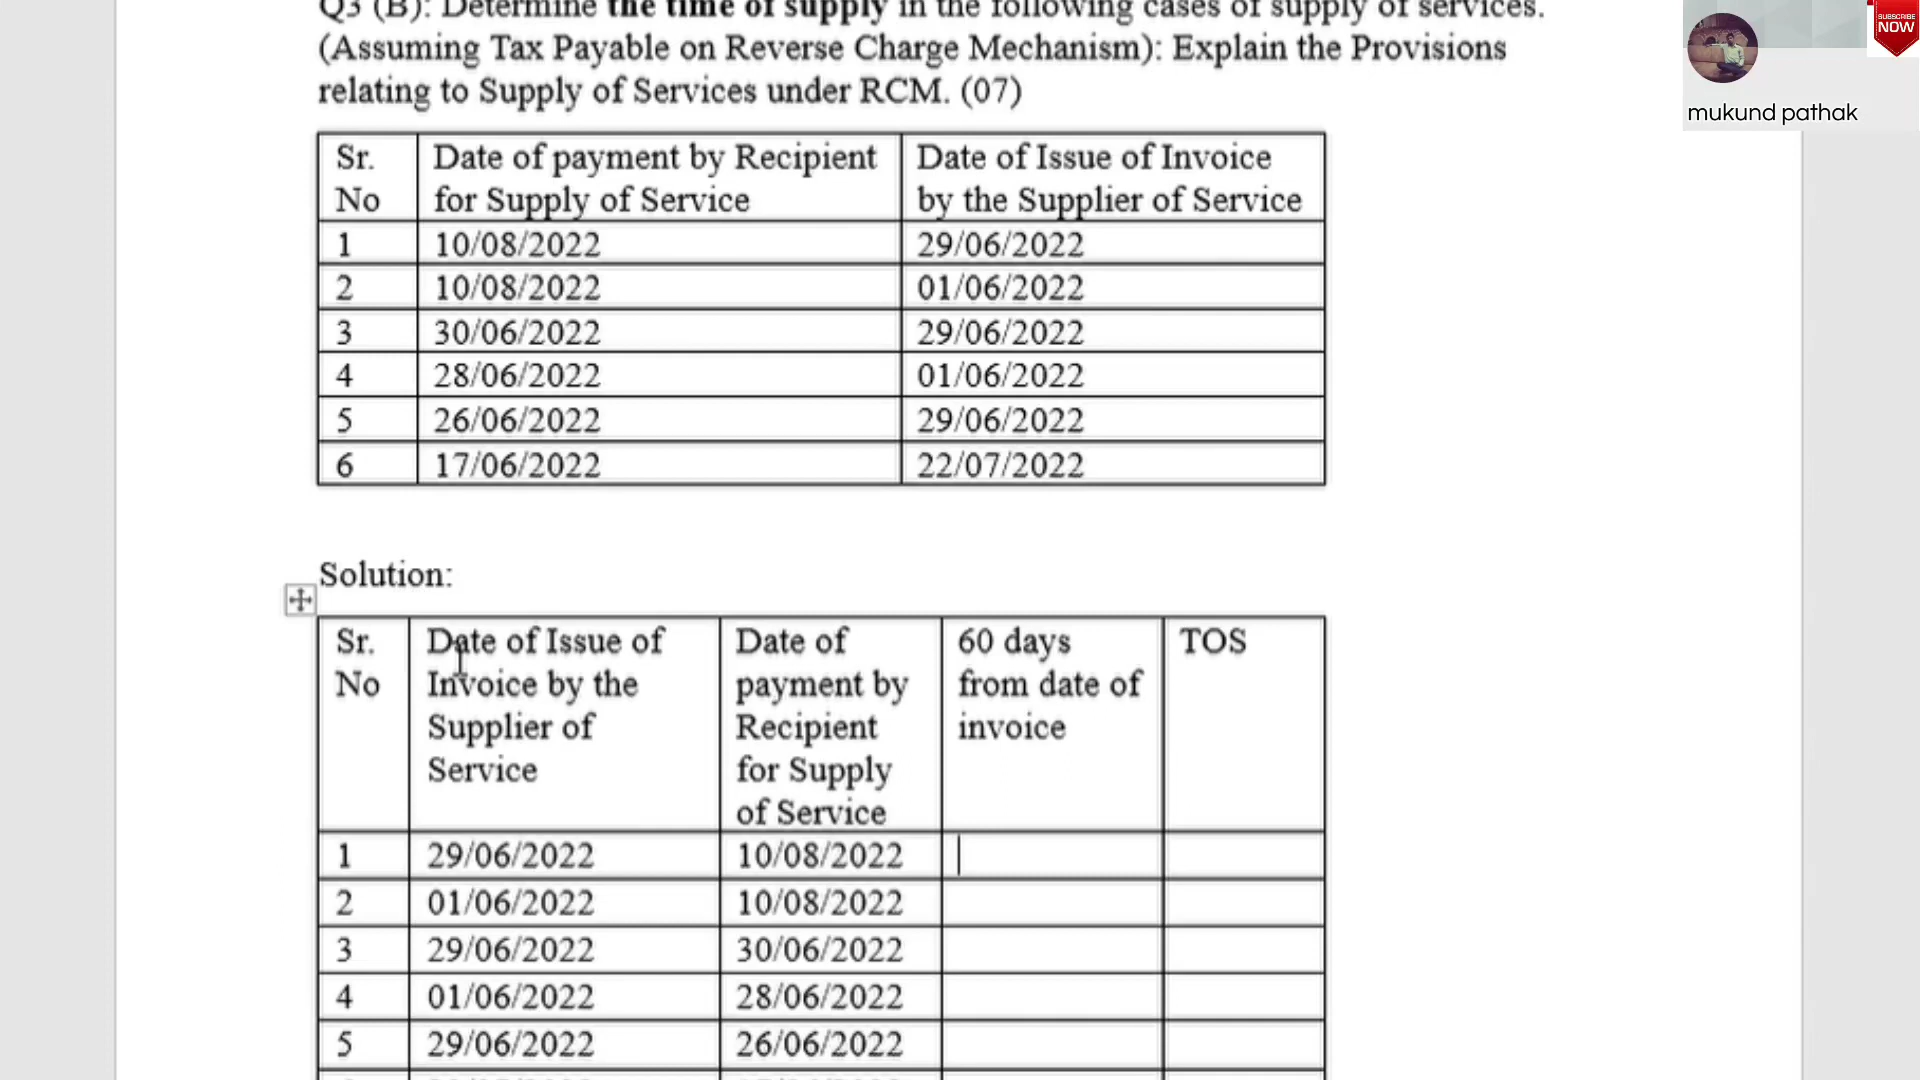 Q3 (B): Determine the time of supply in the following cases of supply of services.
(Assuming Tax Payable on Reverse Charge Mechanism): Explain the Provisions
relating to Supply of Services under RCM. (07)
SUBSCRIBE
NOW
mukund pathak
Sr. No | Date of payment by Recipient for Supply of Service | Date of Issue of Invoice by the Supplier of Service
1 10/08/2022 29/06/2022
2 10/08/2022 01/06/2022
3 30/06/2022 29/06/2022
4 28/06/2022 01/06/2022
5 26/06/2022 29/06/2022
6 17/06/2022 22/07/2022
Solution:
Sr. Date of Issue of Date of 60 days TOS
No Invoice by the payment by from date of
Supplier of Recipient invoice
Service for Supply
of Service
1 29/06/2022 10/08/2022
2 01/06/2022 10/08/2022
3 29/06/2022 30/06/2022
4 01/06/2022 28/06/2022
5 29/06/2022 26/06/2022